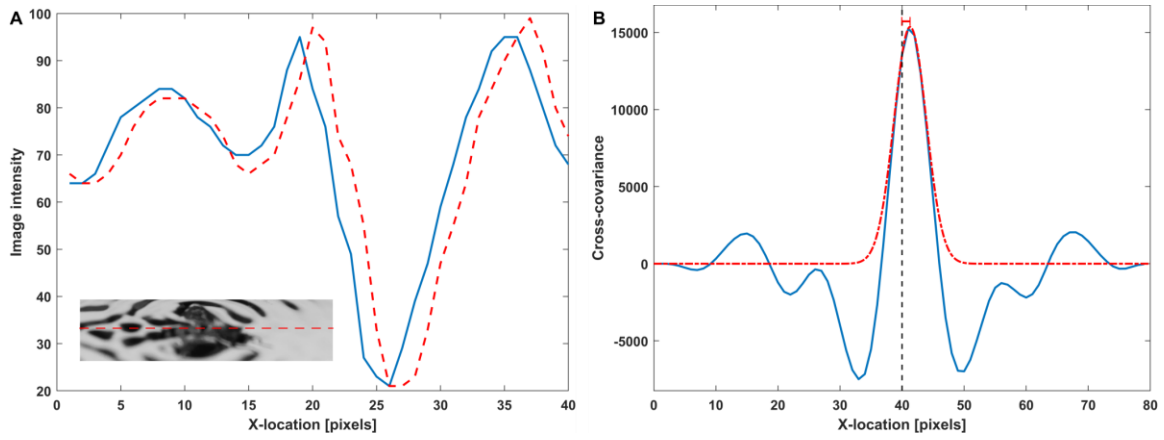 A
100
90
80
70
60
50
40
30
20
Image intensity
0 5 10 15 20 25 30 35 40
X-location [pixels]
B
15000
10000
5000
0
-5000
Cross-covariance
0 10 20 30 40 50 60 70 80
X-location [pixels]